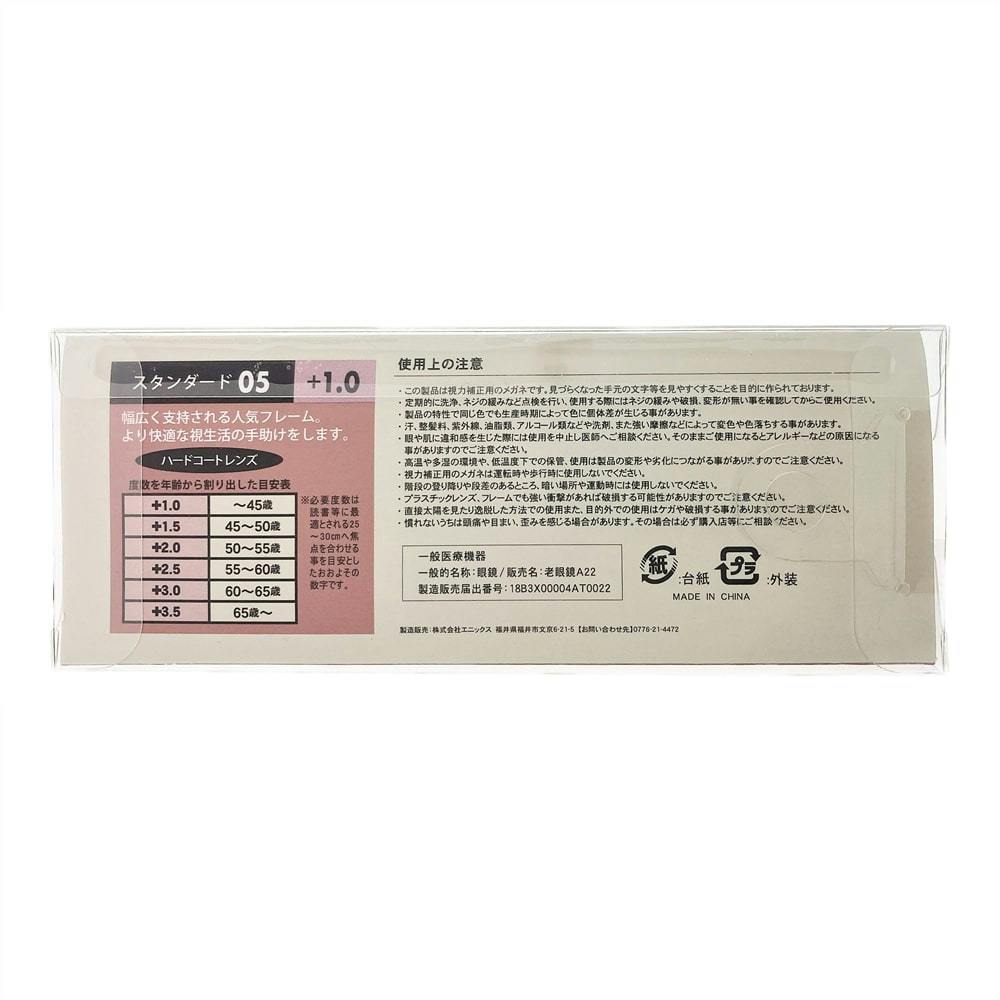 スタンダード 05 +1.0
幅広く支持される人気フレーム。
より快適な視生活の手助けをします。
ハードコートレンズ
度数を年齢から割り出した目安表
+1.0 ～45歳
+1.5 45～50歳
+2.0 50～55歳
+2.5 55～60歳
+3.0 60～65歳
+3.5 65歳～
※必要度数は
読書等に最
適とされる25
～30cmへ焦
点を合わせる
事を目安とし
たおおよその
数字です。
使用上の注意
・この製品は視力補正用のメガネです。見づらくなった手元の文字等を見やすくすることを目的に作られております。
・定期的に洗浄、ネジの緩みなど点検を行い、使用する際にはネジの緩みや破損、変形が無い事を確認してからご使用ください。
・製品の特性で同じ色でも生産時期によって色に個体差が生じる事があります。
・汗、整髪料、紫外線、油脂類、アルコール類などや洗剤、また強い摩擦などによって変色や色落ちする事があります。
・眼や肌に違和感を生じた際には使用を中止し医師へご相談ください。そのままご使用になるとアレルギーなどの原因になる
事がありますのでご注意ください。
・高温や多湿の環境や、低温度下での保管、使用は製品の変形や劣化につながる事がありますのでご注意ください。
・視力補正用のメガネは運転時や歩行時に使用しないでください。
・階段の登り降りや段差のあるところ、暗い場所や運動時には使用しないでください。
・プラスチックレンズ、フレームでも強い衝撃があれば破損する可能性がありますのでご注意ください。
・直接太陽を見たり逸脱した方法での使用また、目的外での使用はケガや破損する事がありますのでご注意ください。
・慣れないうちは頭痛や目まい、歪みを感じる場合があります。その場合は必ず購入店等にご相談ください。
一般医療機器
一般的名称：眼鏡／販売名：老眼鏡A22
製造販売届出番号：18B3X00004AT0022
紙 :台紙 プラ :外装
MADE IN CHINA
製造販売：株式会社エニックス 福井県福井市文京6-21-5 【お問い合わせ先】0776-21-4472